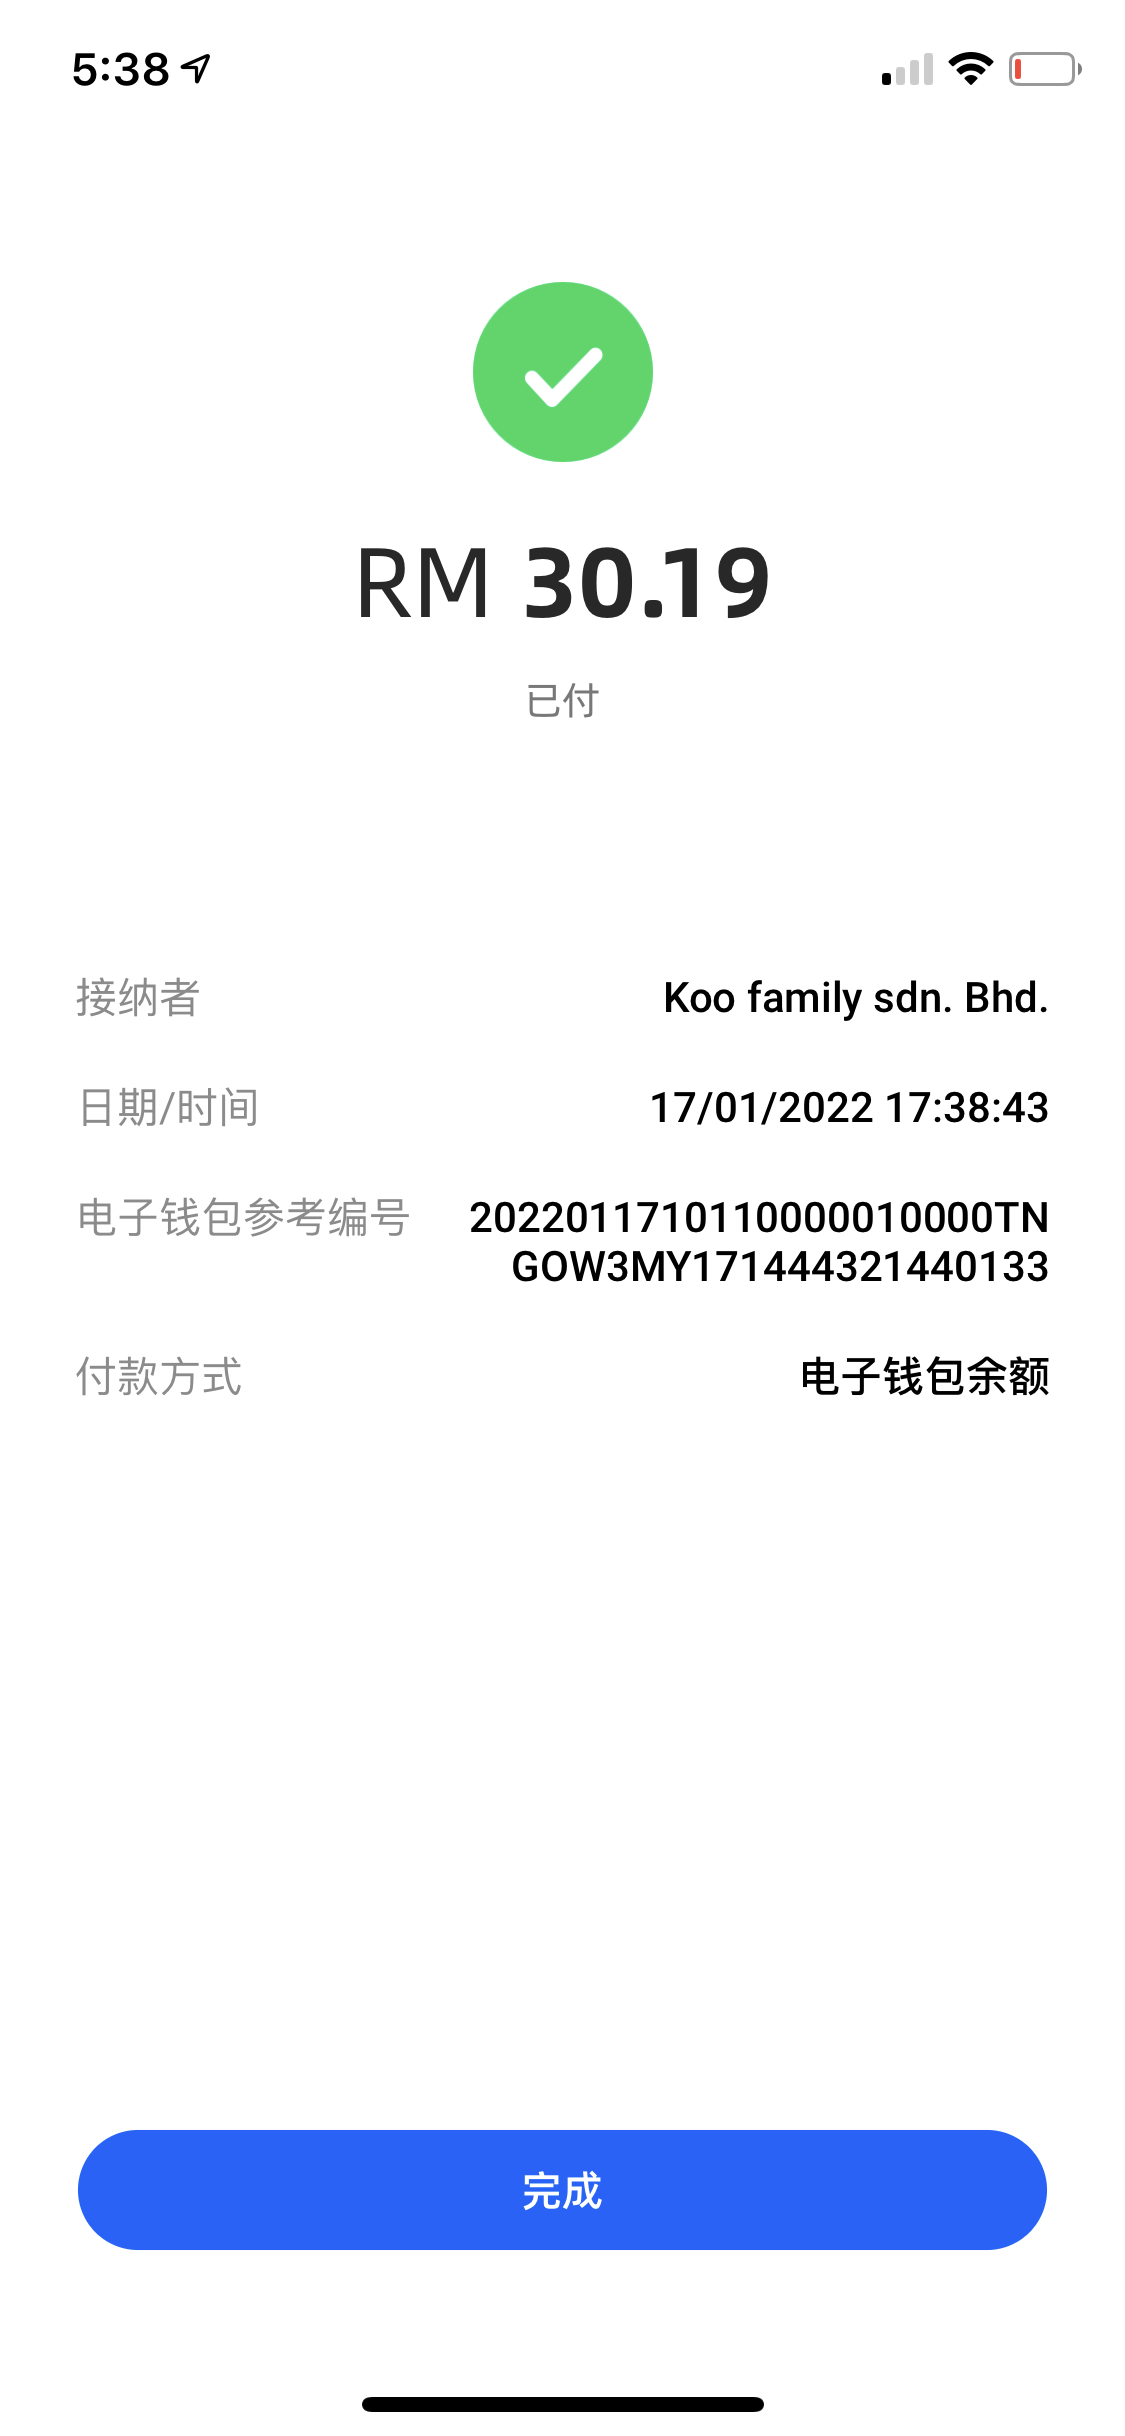 5:38
RM 30.19
已付
接纳者 Koo family sdn. Bhd.
日期/时间 17/01/2022 17:38:43
电子钱包参考编号 20220117101110000010000TN
GOW3MY171444321440133
付款方式 电子钱包余额
完成